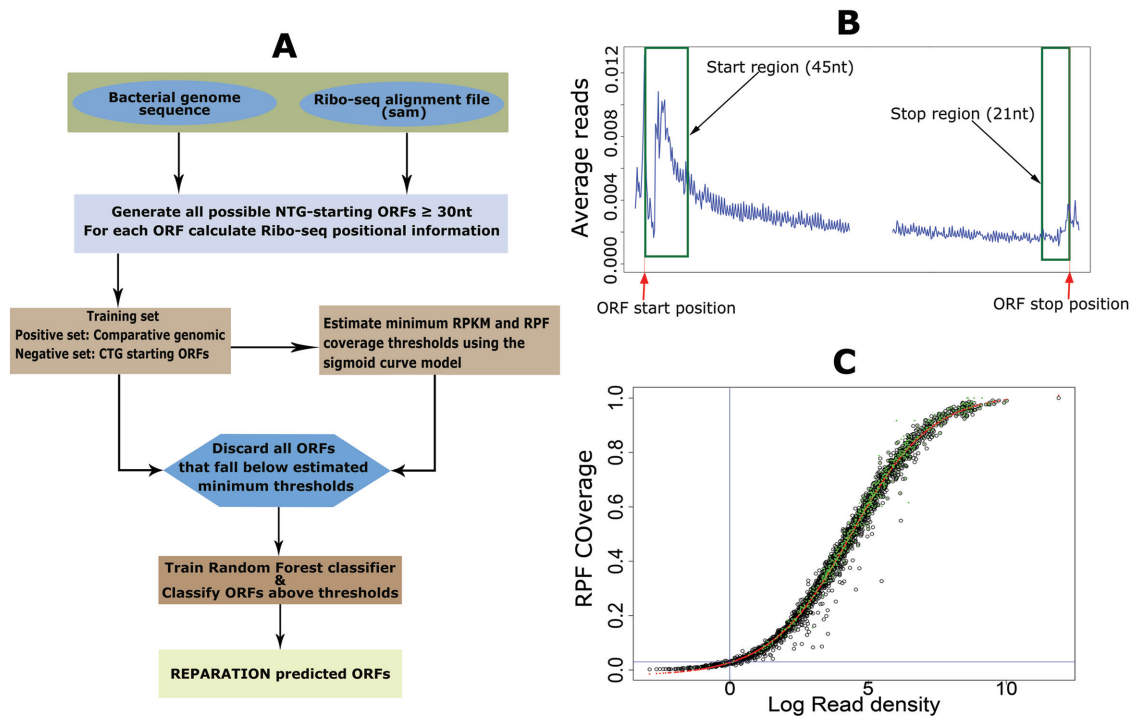 A
Bacterial genome
sequence
Ribo-seq alignment file
(sam)
Generate all possible NTG-starting ORFs ≥ 30nt
For each ORF calculate Ribo-seq positional information
Training set
Positive set: Comparative genomic
Negative set: CTG starting ORFs
Estimate minimum RPKM and RPF
coverage thresholds using the
sigmoid curve model
Discard all ORFs
that fall below estimated
minimum thresholds
Train Random Forest classifier
&
Classify ORFs above thresholds
REPARATION predicted ORFs
B
Average reads
0.012
0.008
0.004
0.000
Start region (45nt)
Stop region (21nt)
ORF start position
ORF stop position
C
RPF COverage
1.0
0.8
0.6
0.4
0.2
0.0
0
5
10
Log Read density